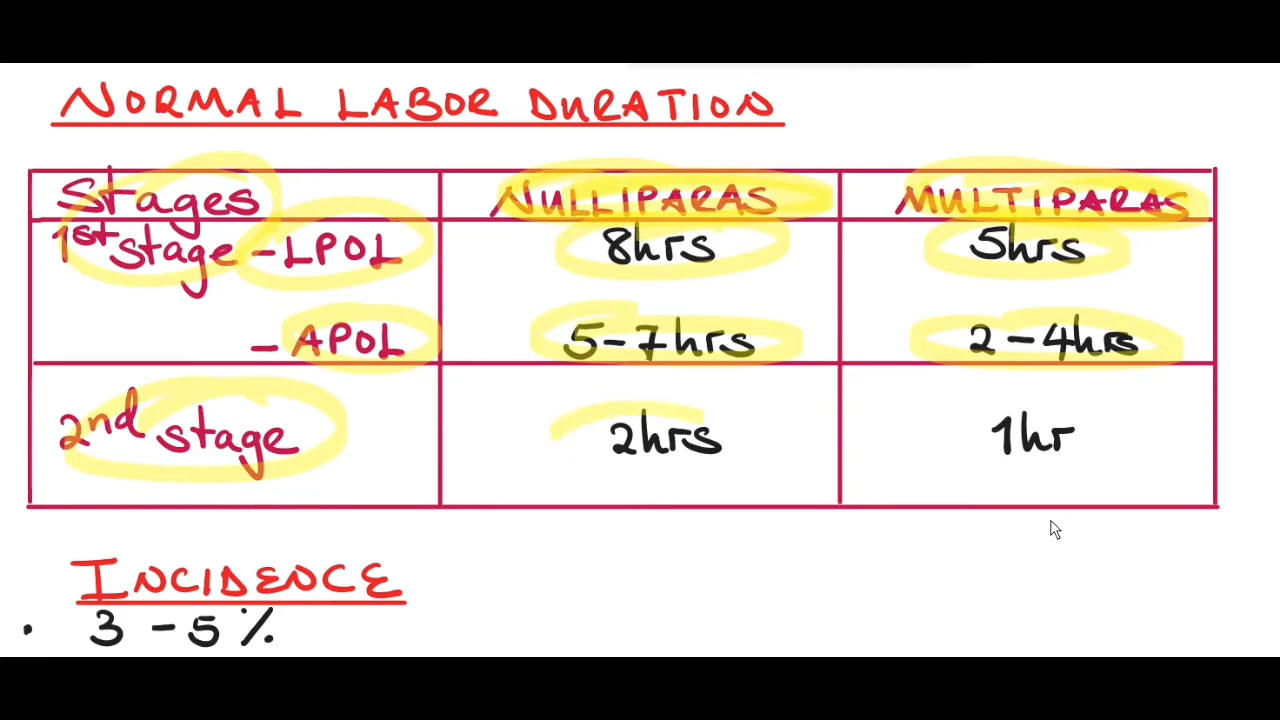 NORMAL LABOR DURATION
Stages NULLIPARAS MULTIPARAS
1st stage - LPOL 8hrs 5hrs
- APOL 5-7hrs 2-4hrs
2nd stage 2hrs 1hr
INCIDENCE
• 3-5%